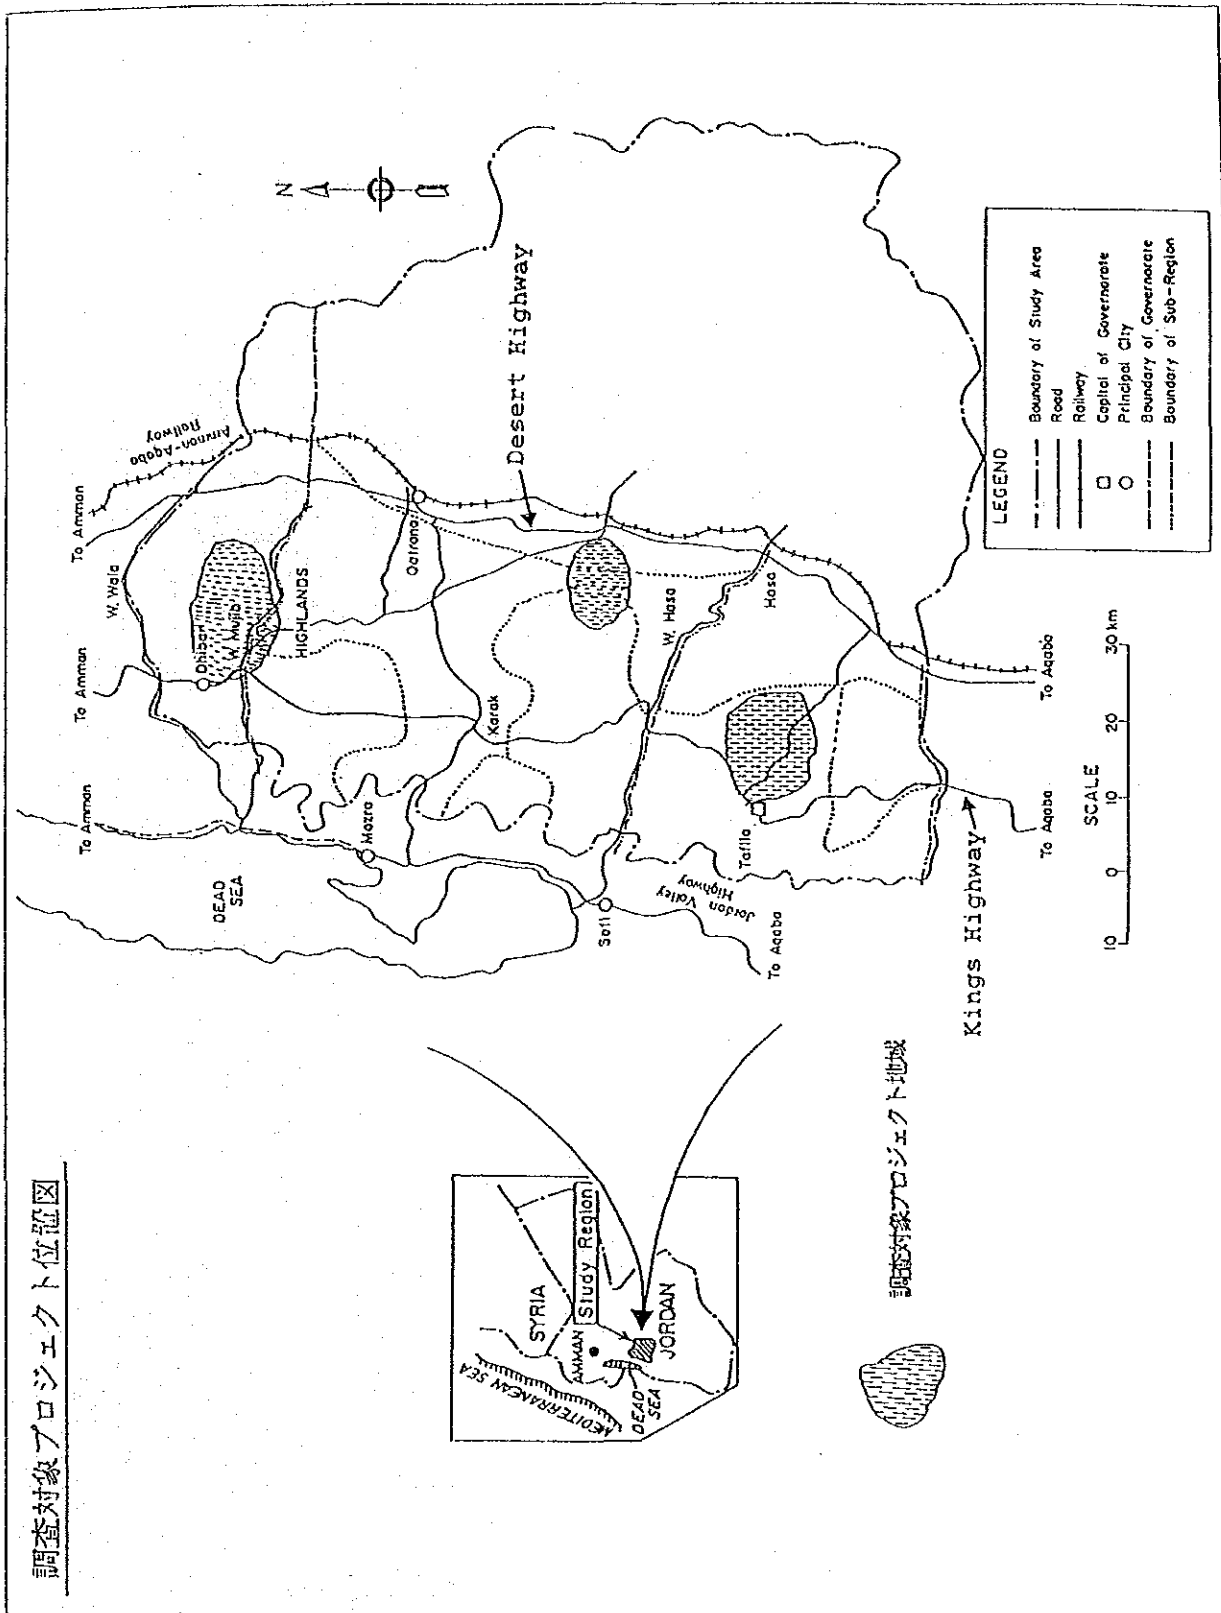 調査対象プロジェクト位置図
N
To Amman
To Amman
To Amman
Amman-Aqaba
Railway
W. Wala
Dhiban
W. Mujib
HIGHLANDS
DEAD
SEA
Mazra
Qatrana
Desert Highway
Karak
W. Hasa
Hasa
Safi
Jordan Valley
Highway
Tafila
To Aqaba
To Aqaba
To Aqaba
Kings Highway
SCALE
10 0 10 20 30 km
LEGEND
Boundary of Study Area
Road
Railway
Capital of Governorate
Principal City
Boundary of Governorate
Boundary of Sub-Region
MEDITERRANEAN SEA
SYRIA
AMMAN
Study Region
DEAD
SEA
JORDAN
調査対象プロジェクト地域